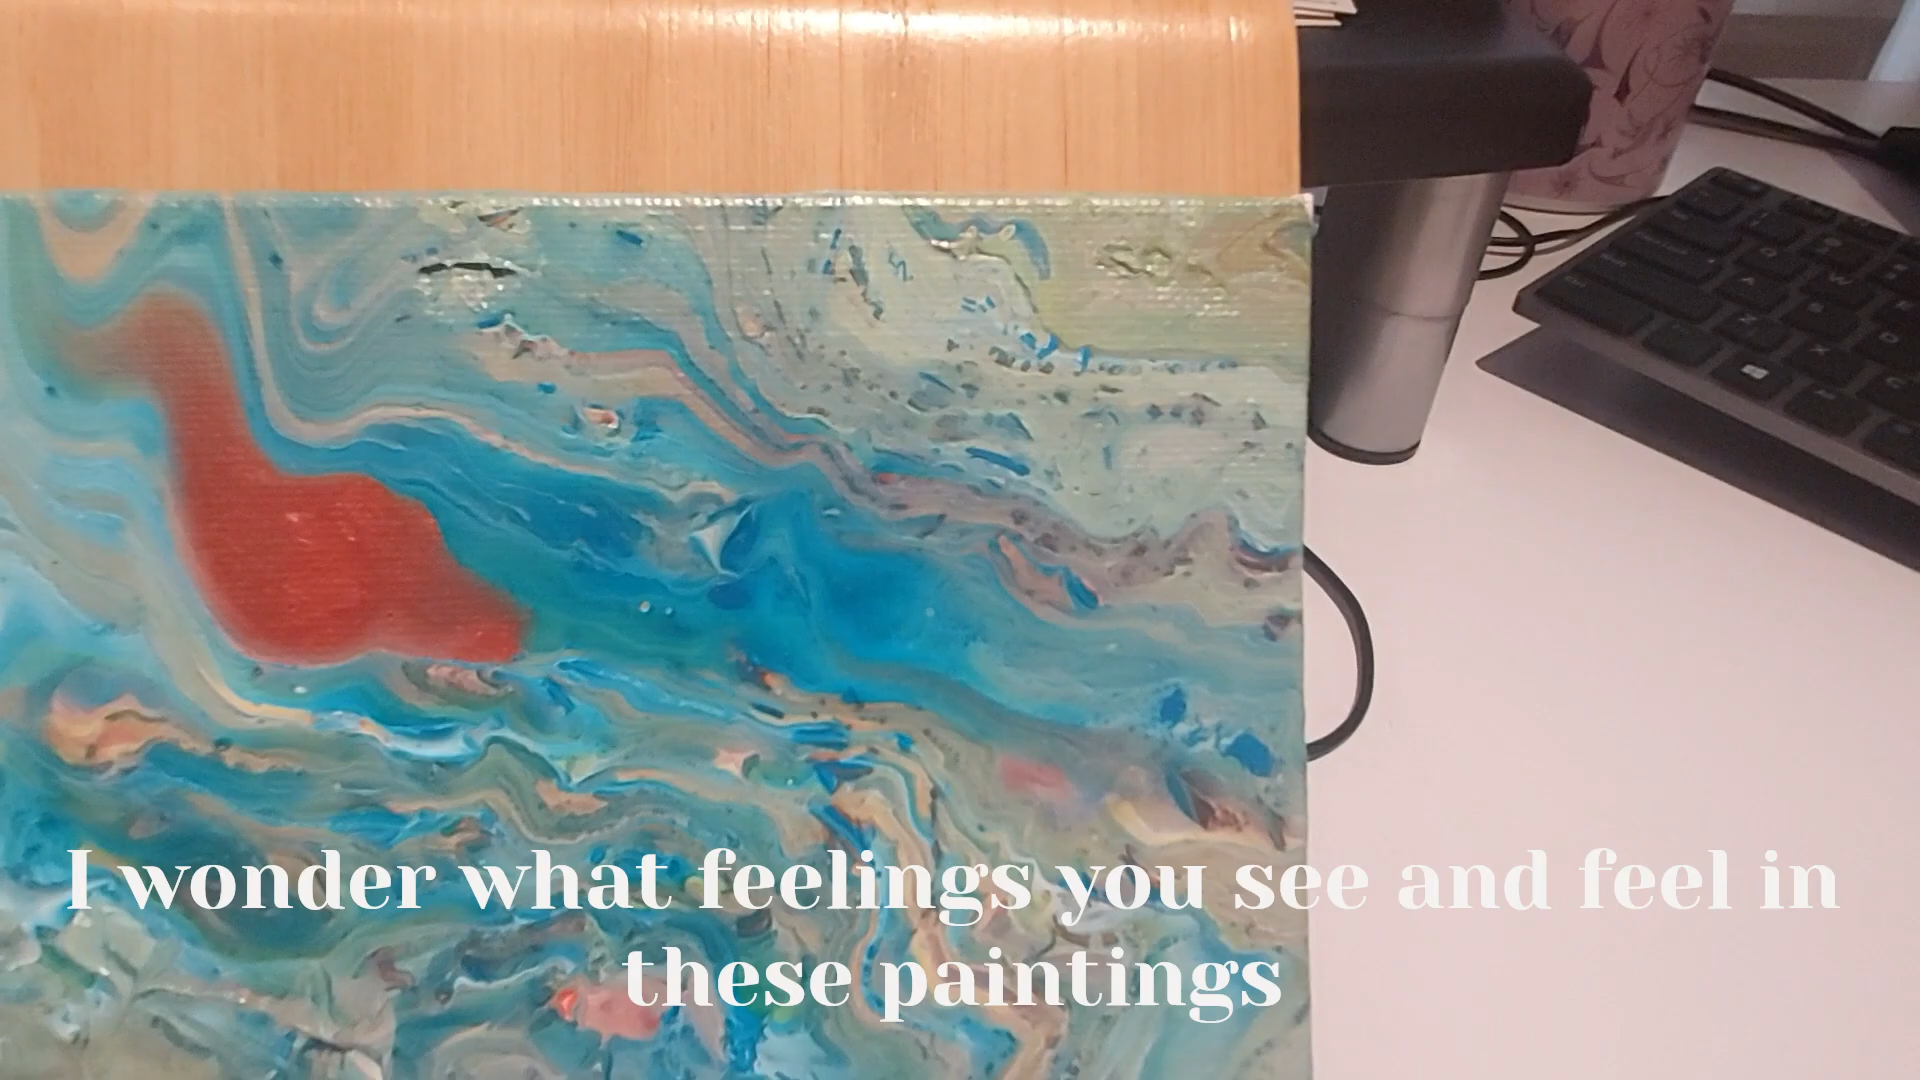 I wonder what feelings you see and feel in
these paintings